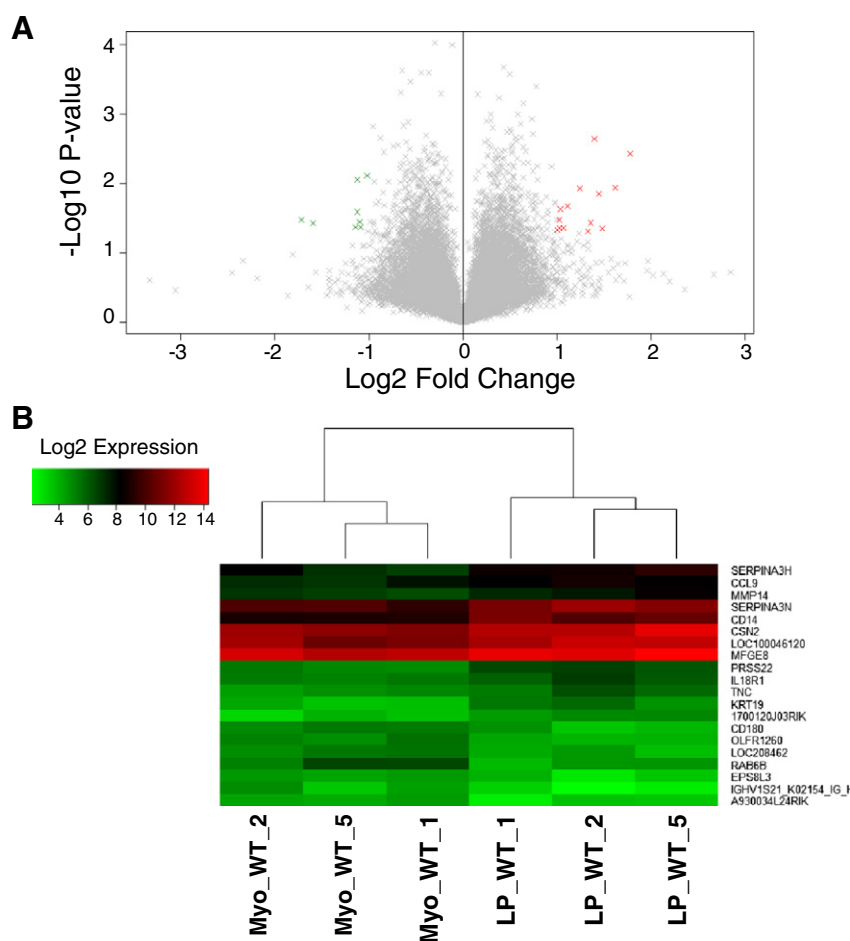 A
-Log10 P-value
4
3
2
1
0
-3 -2 -1 0 1 2 3
Log2 Fold Change
B
Log2 Expression
4 6 8 10 12 14
SERPINA3H
CCL9
MMP14
SERPINA3N
CD14
CSN2
LOC100046120
MFGE8
PRSS22
IL18R1
TNC
KRT19
1700120J03RIK
CD180
OLFR1260
LOC208462
RAB6B
EPS8L3
IGHV1S21_K02154_IG_H
A930034L24RIK
Myo_WT_2
Myo_WT_5
Myo_WT_1
LP_WT_1
LP_WT_2
LP_WT_5